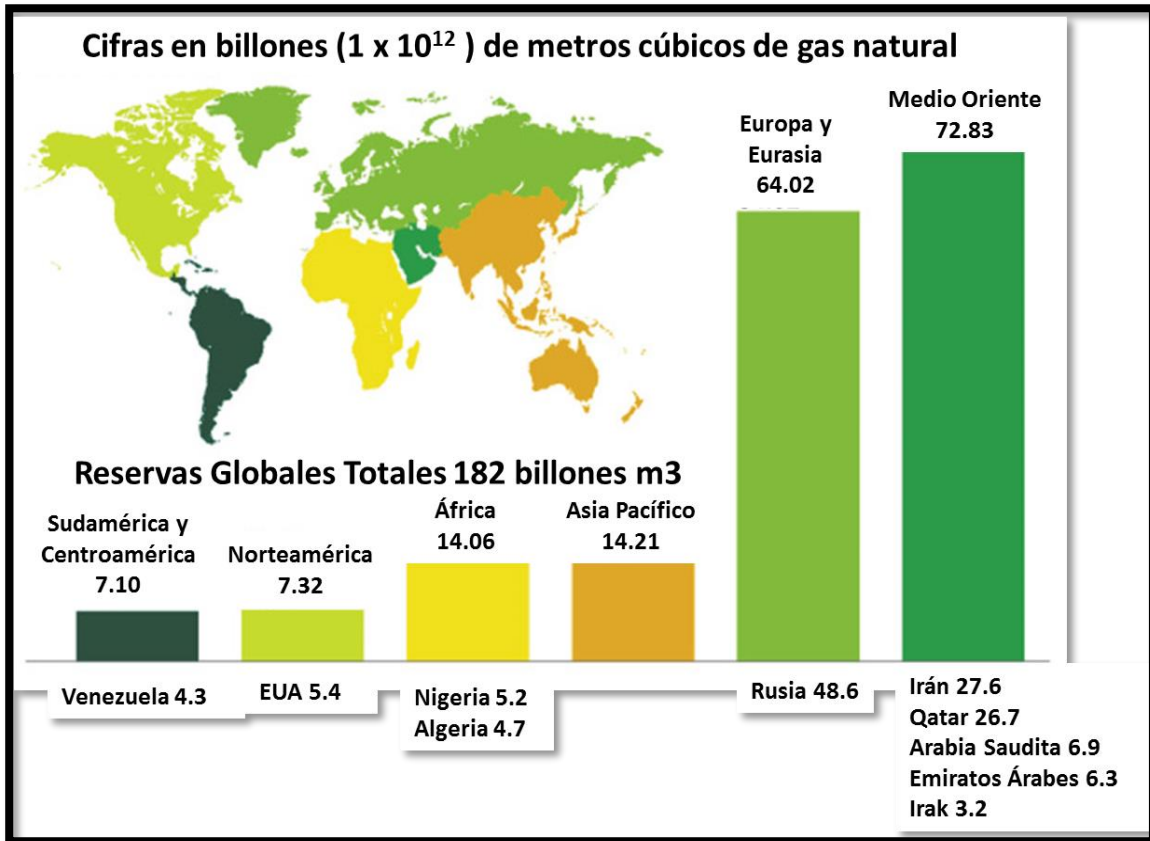 Cifras en billones (1 x 10¹² ) de metros cúbicos de gas natural
Medio Oriente
72.83
Europa y
Eurasia
64.02
Reservas Globales Totales 182 billones m3
Sudamérica y
Centroamérica
7.10
Norteamérica
7.32
África
14.06
Asia Pacífico
14.21
Venezuela 4.3
EUA 5.4
Nigeria 5.2
Algeria 4.7
Rusia 48.6
Irán 27.6
Qatar 26.7
Arabia Saudita 6.9
Emiratos Árabes 6.3
Irak 3.2